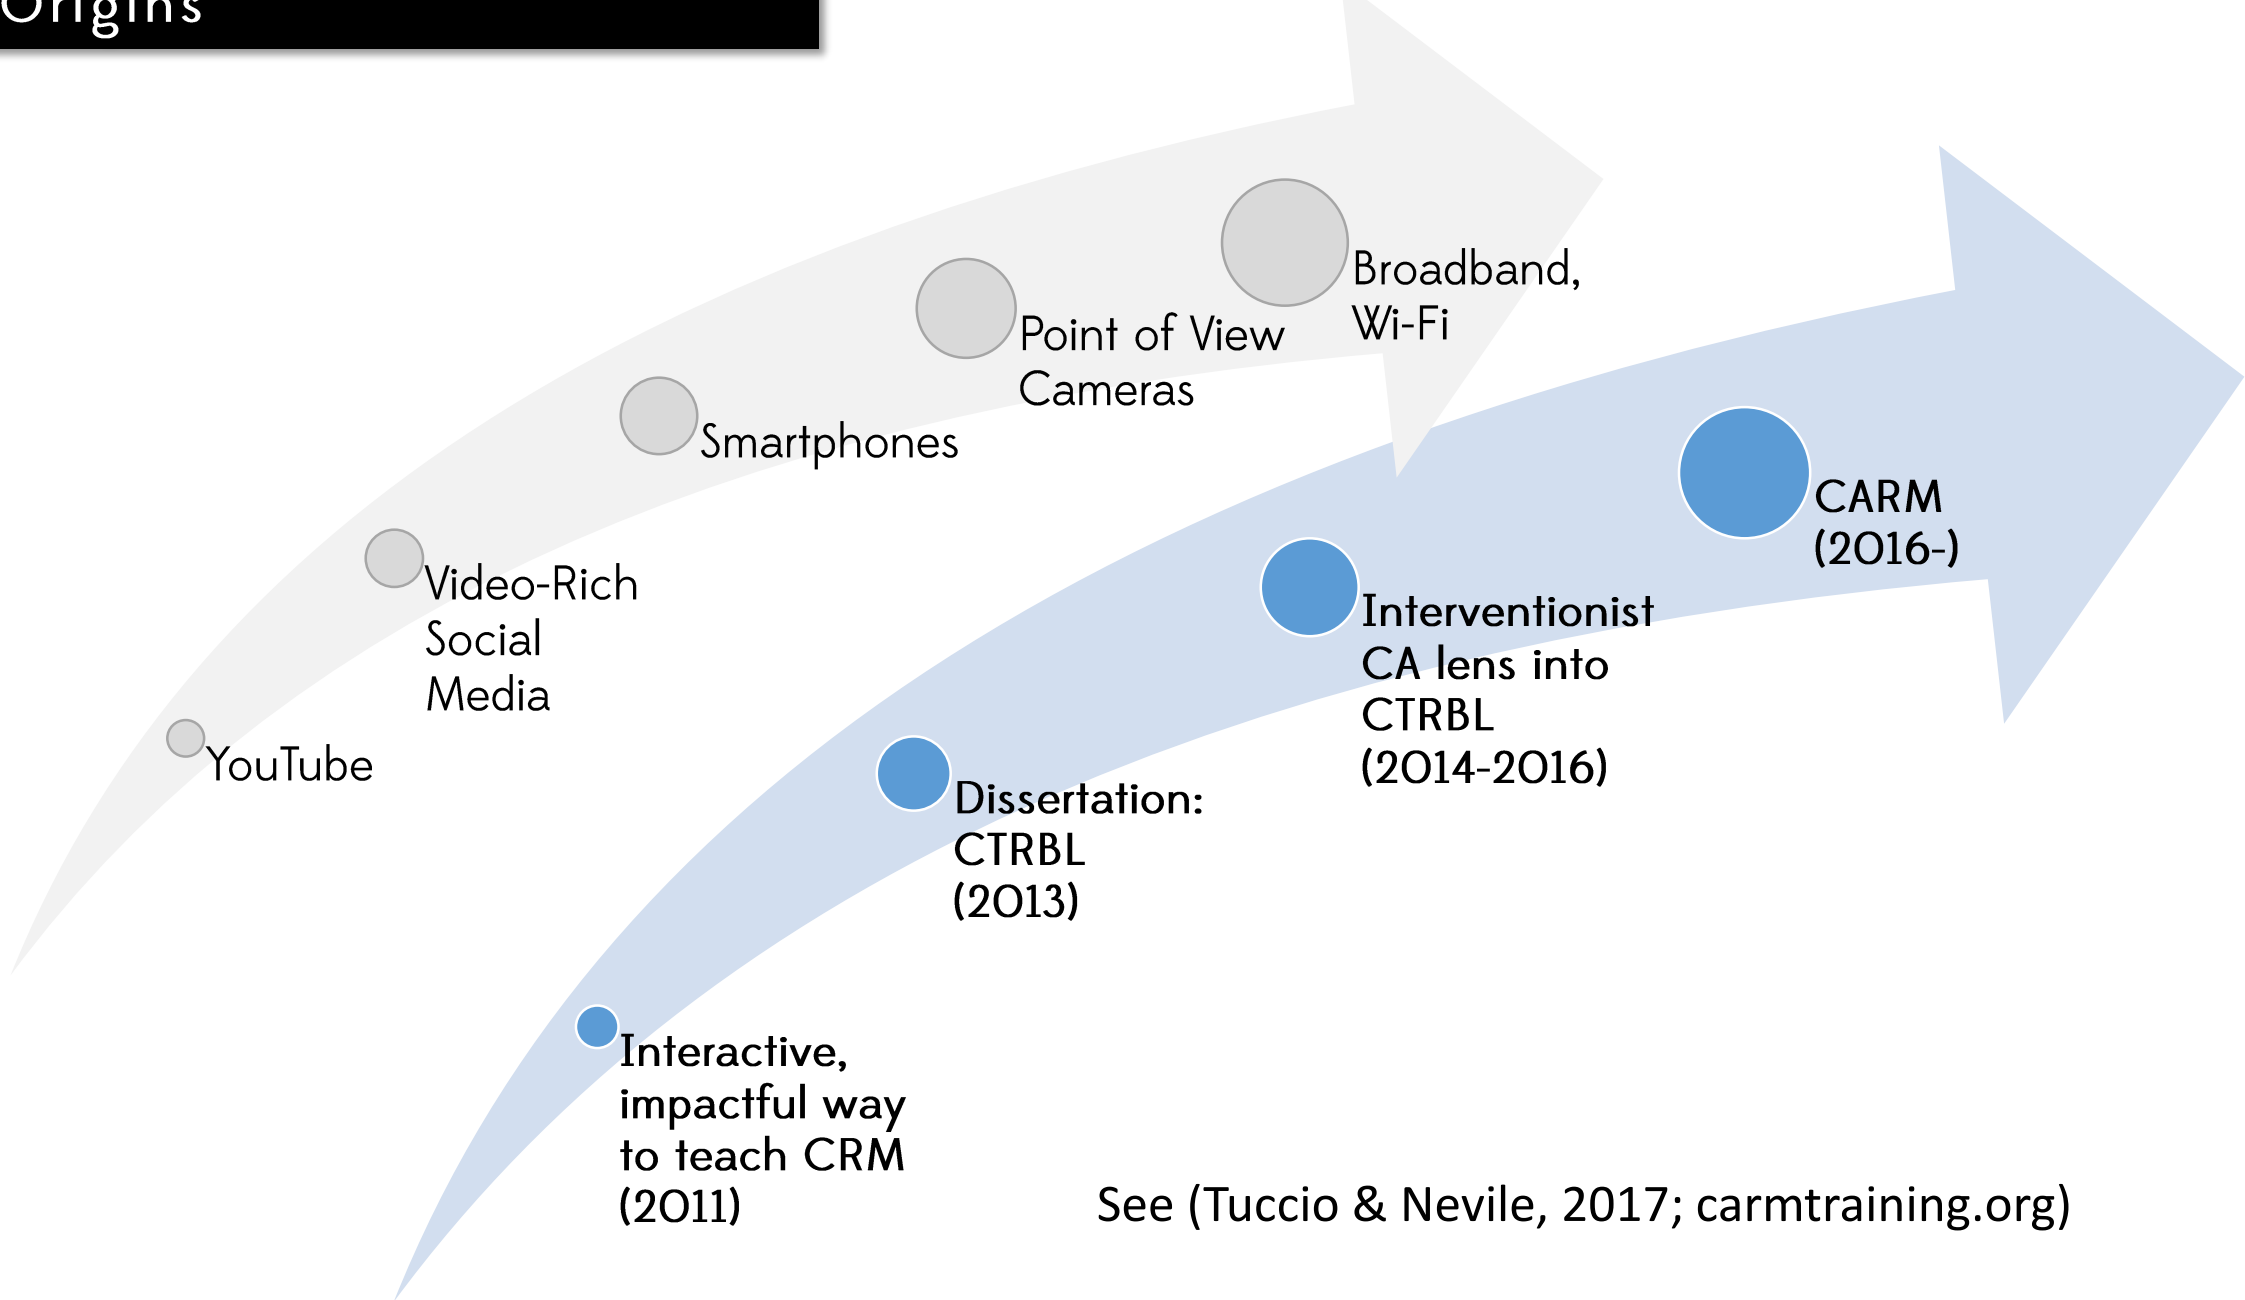 Origins
Broadband,
Wi-Fi
Point of View
Cameras
Smartphones
Video-Rich
Social
Media
YouTube
CARM
(2016-)
Interventionist
CA lens into
CTRBL
(2014-2016)
Dissertation:
CTRBL
(2013)
Interactive,
impactful way
to teach CRM
(2011)
See (Tuccio & Nevile, 2017; carmtraining.org)